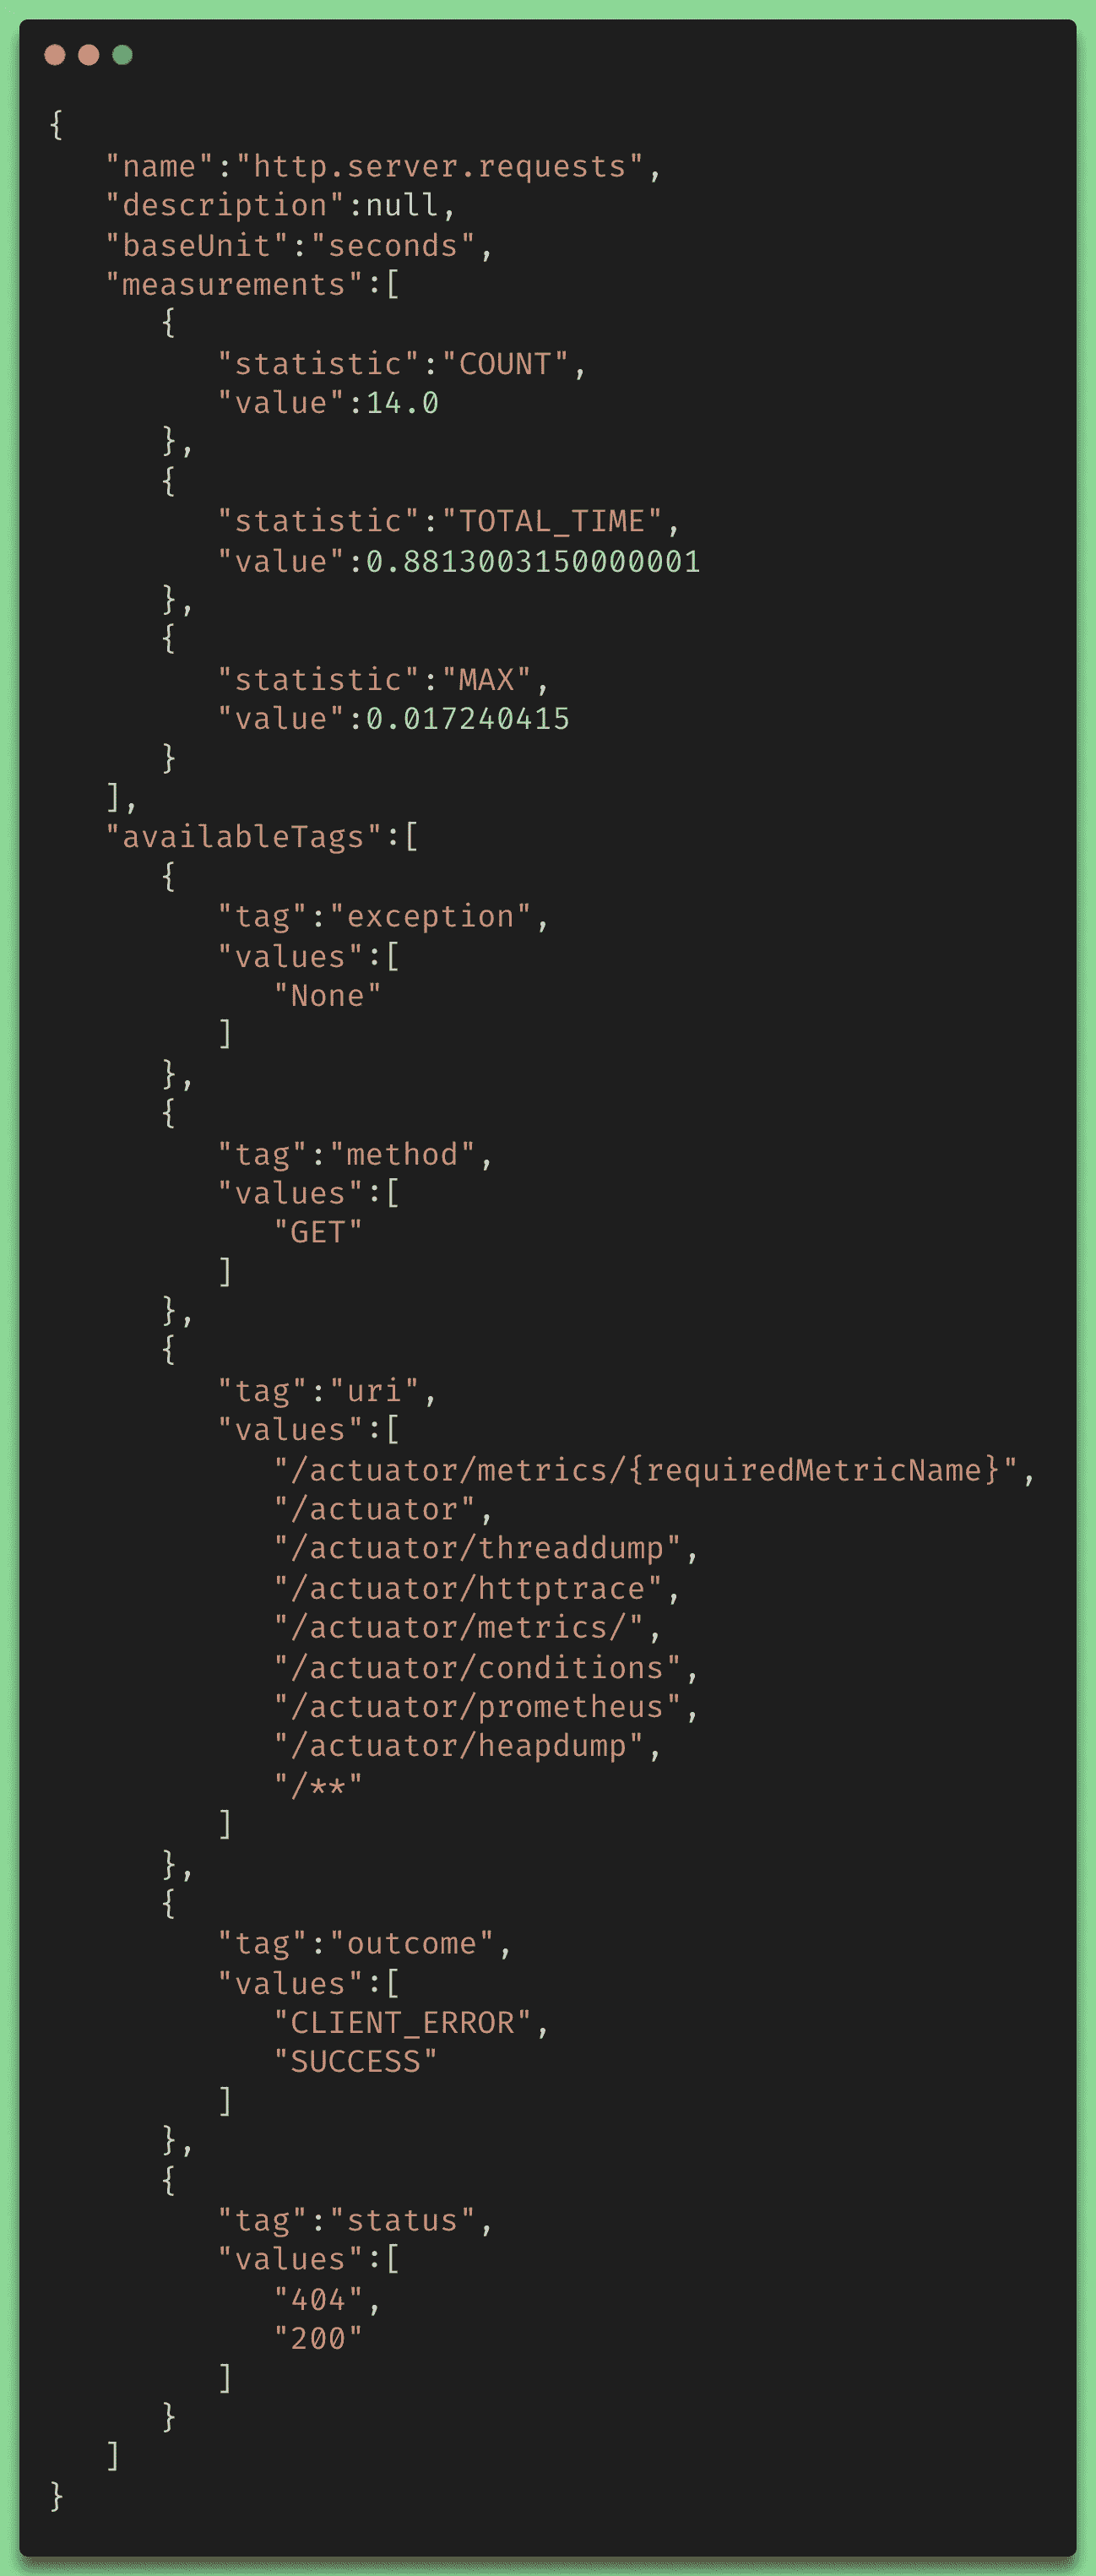 {
   "name":"http.server.requests",
   "description":null,
   "baseUnit":"seconds",
   "measurements":[
      {
         "statistic":"COUNT",
         "value":14.0
      },
      {
         "statistic":"TOTAL_TIME",
         "value":0.8813003150000001
      },
      {
         "statistic":"MAX",
         "value":0.017240415
      }
   ],
   "availableTags":[
      {
         "tag":"exception",
         "values":[
            "None"
         ]
      },
      {
         "tag":"method",
         "values":[
            "GET"
         ]
      },
      {
         "tag":"uri",
         "values":[
            "/actuator/metrics/{requiredMetricName}",
            "/actuator",
            "/actuator/threaddump",
            "/actuator/httptrace",
            "/actuator/metrics/",
            "/actuator/conditions",
            "/actuator/prometheus",
            "/actuator/heapdump",
            "/**"
         ]
      },
      {
         "tag":"outcome",
         "values":[
            "CLIENT_ERROR",
            "SUCCESS"
         ]
      },
      {
         "tag":"status",
         "values":[
            "404",
            "200"
         ]
      }
   ]
}